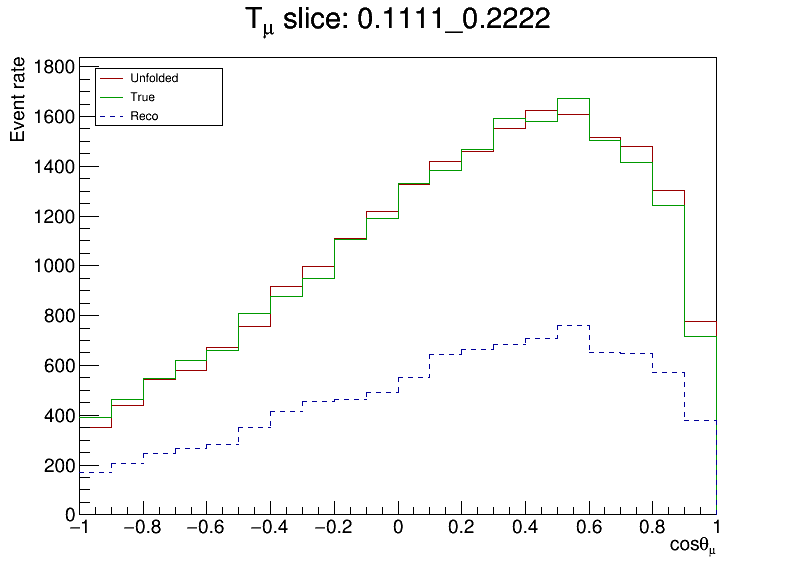 Tμ slice: 0.1111_0.2222
Event rate
1800
1600
1400
1200
1000
800
600
400
200
0
Unfolded
True
Reco
−1 −0.8 −0.6 −0.4 −0.2 0 0.2 0.4 0.6 0.8 1
cosθμ